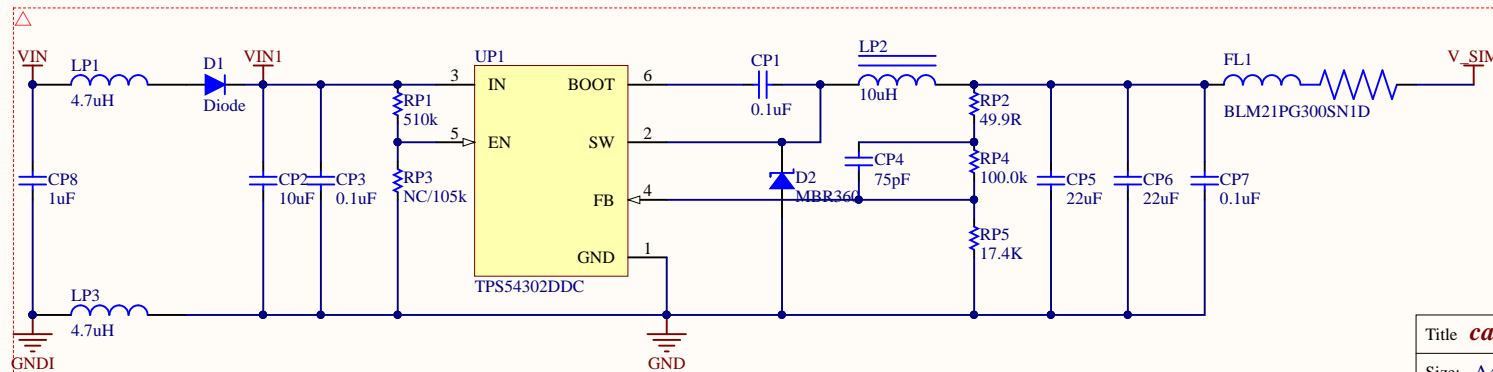 VIN
LP1
4.7uH
D1
Diode
VIN1
UP1
3
IN
BOOT
6
CP1
0.1uF
LP2
10uH
FL1
BLM21PG300SN1D
V_SIM
RP1
510k
5
EN
SW
2
RP2
49.9R
CP8
1uF
CP2
10uF
CP3
0.1uF
RP3
NC/105k
FB
4
D2
MBR360
CP4
75pF
RP4
100.0k
CP5
22uF
CP6
22uF
CP7
0.1uF
RP5
17.4K
GND
1
TPS54302DDC
LP3
4.7uH
GNDI
GND
Title